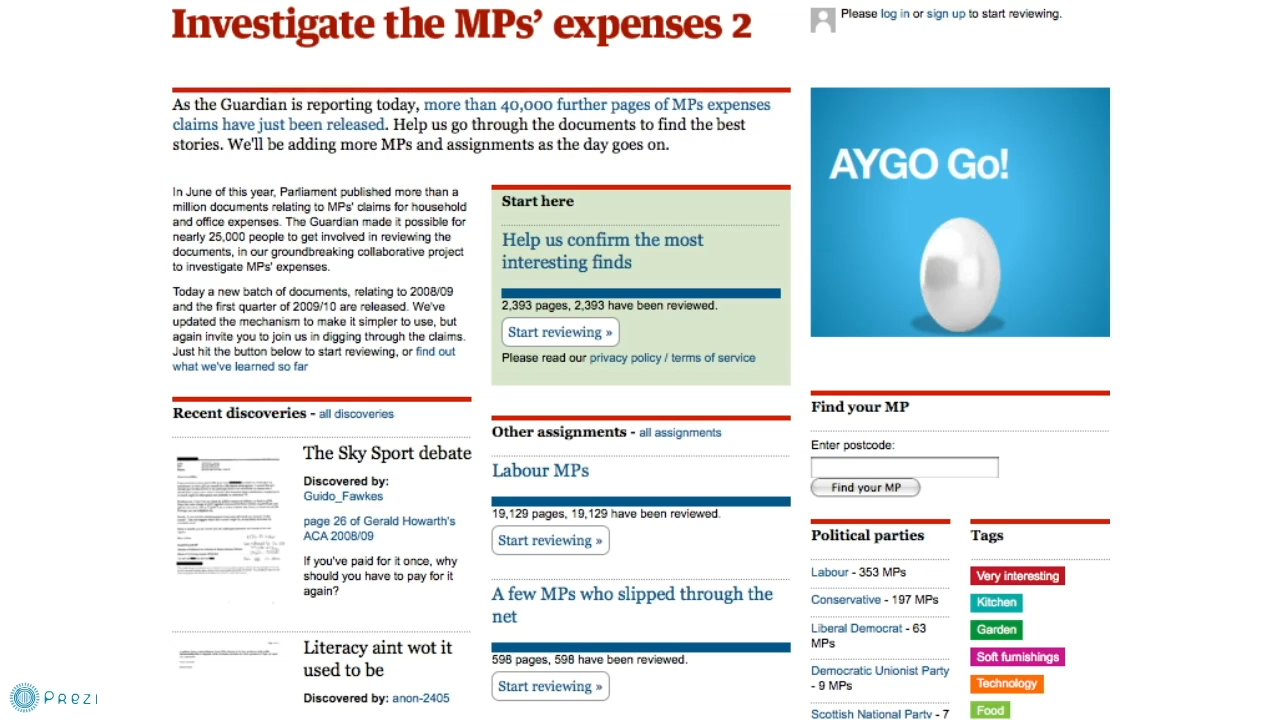 Investigate the MPs’ expenses 2
Please log in or sign up to start reviewing.
As the Guardian is reporting today, more than 40,000 further pages of MPs expenses
claims have just been released. Help us go through the documents to find the best
stories. We'll be adding more MPs and assignments as the day goes on.
In June of this year, Parliament published more than a
million documents relating to MPs' claims for household
and office expenses. The Guardian made it possible for
nearly 25,000 people to get involved in reviewing the
documents, in our groundbreaking collaborative project
to investigate MPs' expenses.
Today a new batch of documents, relating to 2008/09
and the first quarter of 2009/10 are released. We've
updated the mechanism to make it simpler to use, but
again invite you to join us in digging through the claims.
Just hit the button below to start reviewing, or find out
what we've learned so far
Start here
Help us confirm the most
interesting finds
2,393 pages, 2,393 have been reviewed.
Start reviewing »
Please read our privacy policy / terms of service
AYGO Go!
Recent discoveries - all discoveries
The Sky Sport debate
Discovered by:
Guido_Fawkes
page 26 of Gerald Howarth's
ACA 2008/09
If you've paid for it once, why
should you have to pay for it
again?
Literacy aint wot it
used to be
Discovered by: anon-2405
Other assignments - all assignments
Labour MPs
19,129 pages, 19,129 have been reviewed.
Start reviewing »
A few MPs who slipped through the
net
598 pages, 598 have been reviewed.
Start reviewing »
Find your MP
Enter postcode:
Find your MP
Political parties
Labour - 353 MPs
Conservative - 197 MPs
Liberal Democrat - 63
MPs
Democratic Unionist Party
- 9 MPs
Scottish National Party - 7
Tags
Very interesting
Kitchen
Garden
Soft furnishings
Technology
Food
Prezi